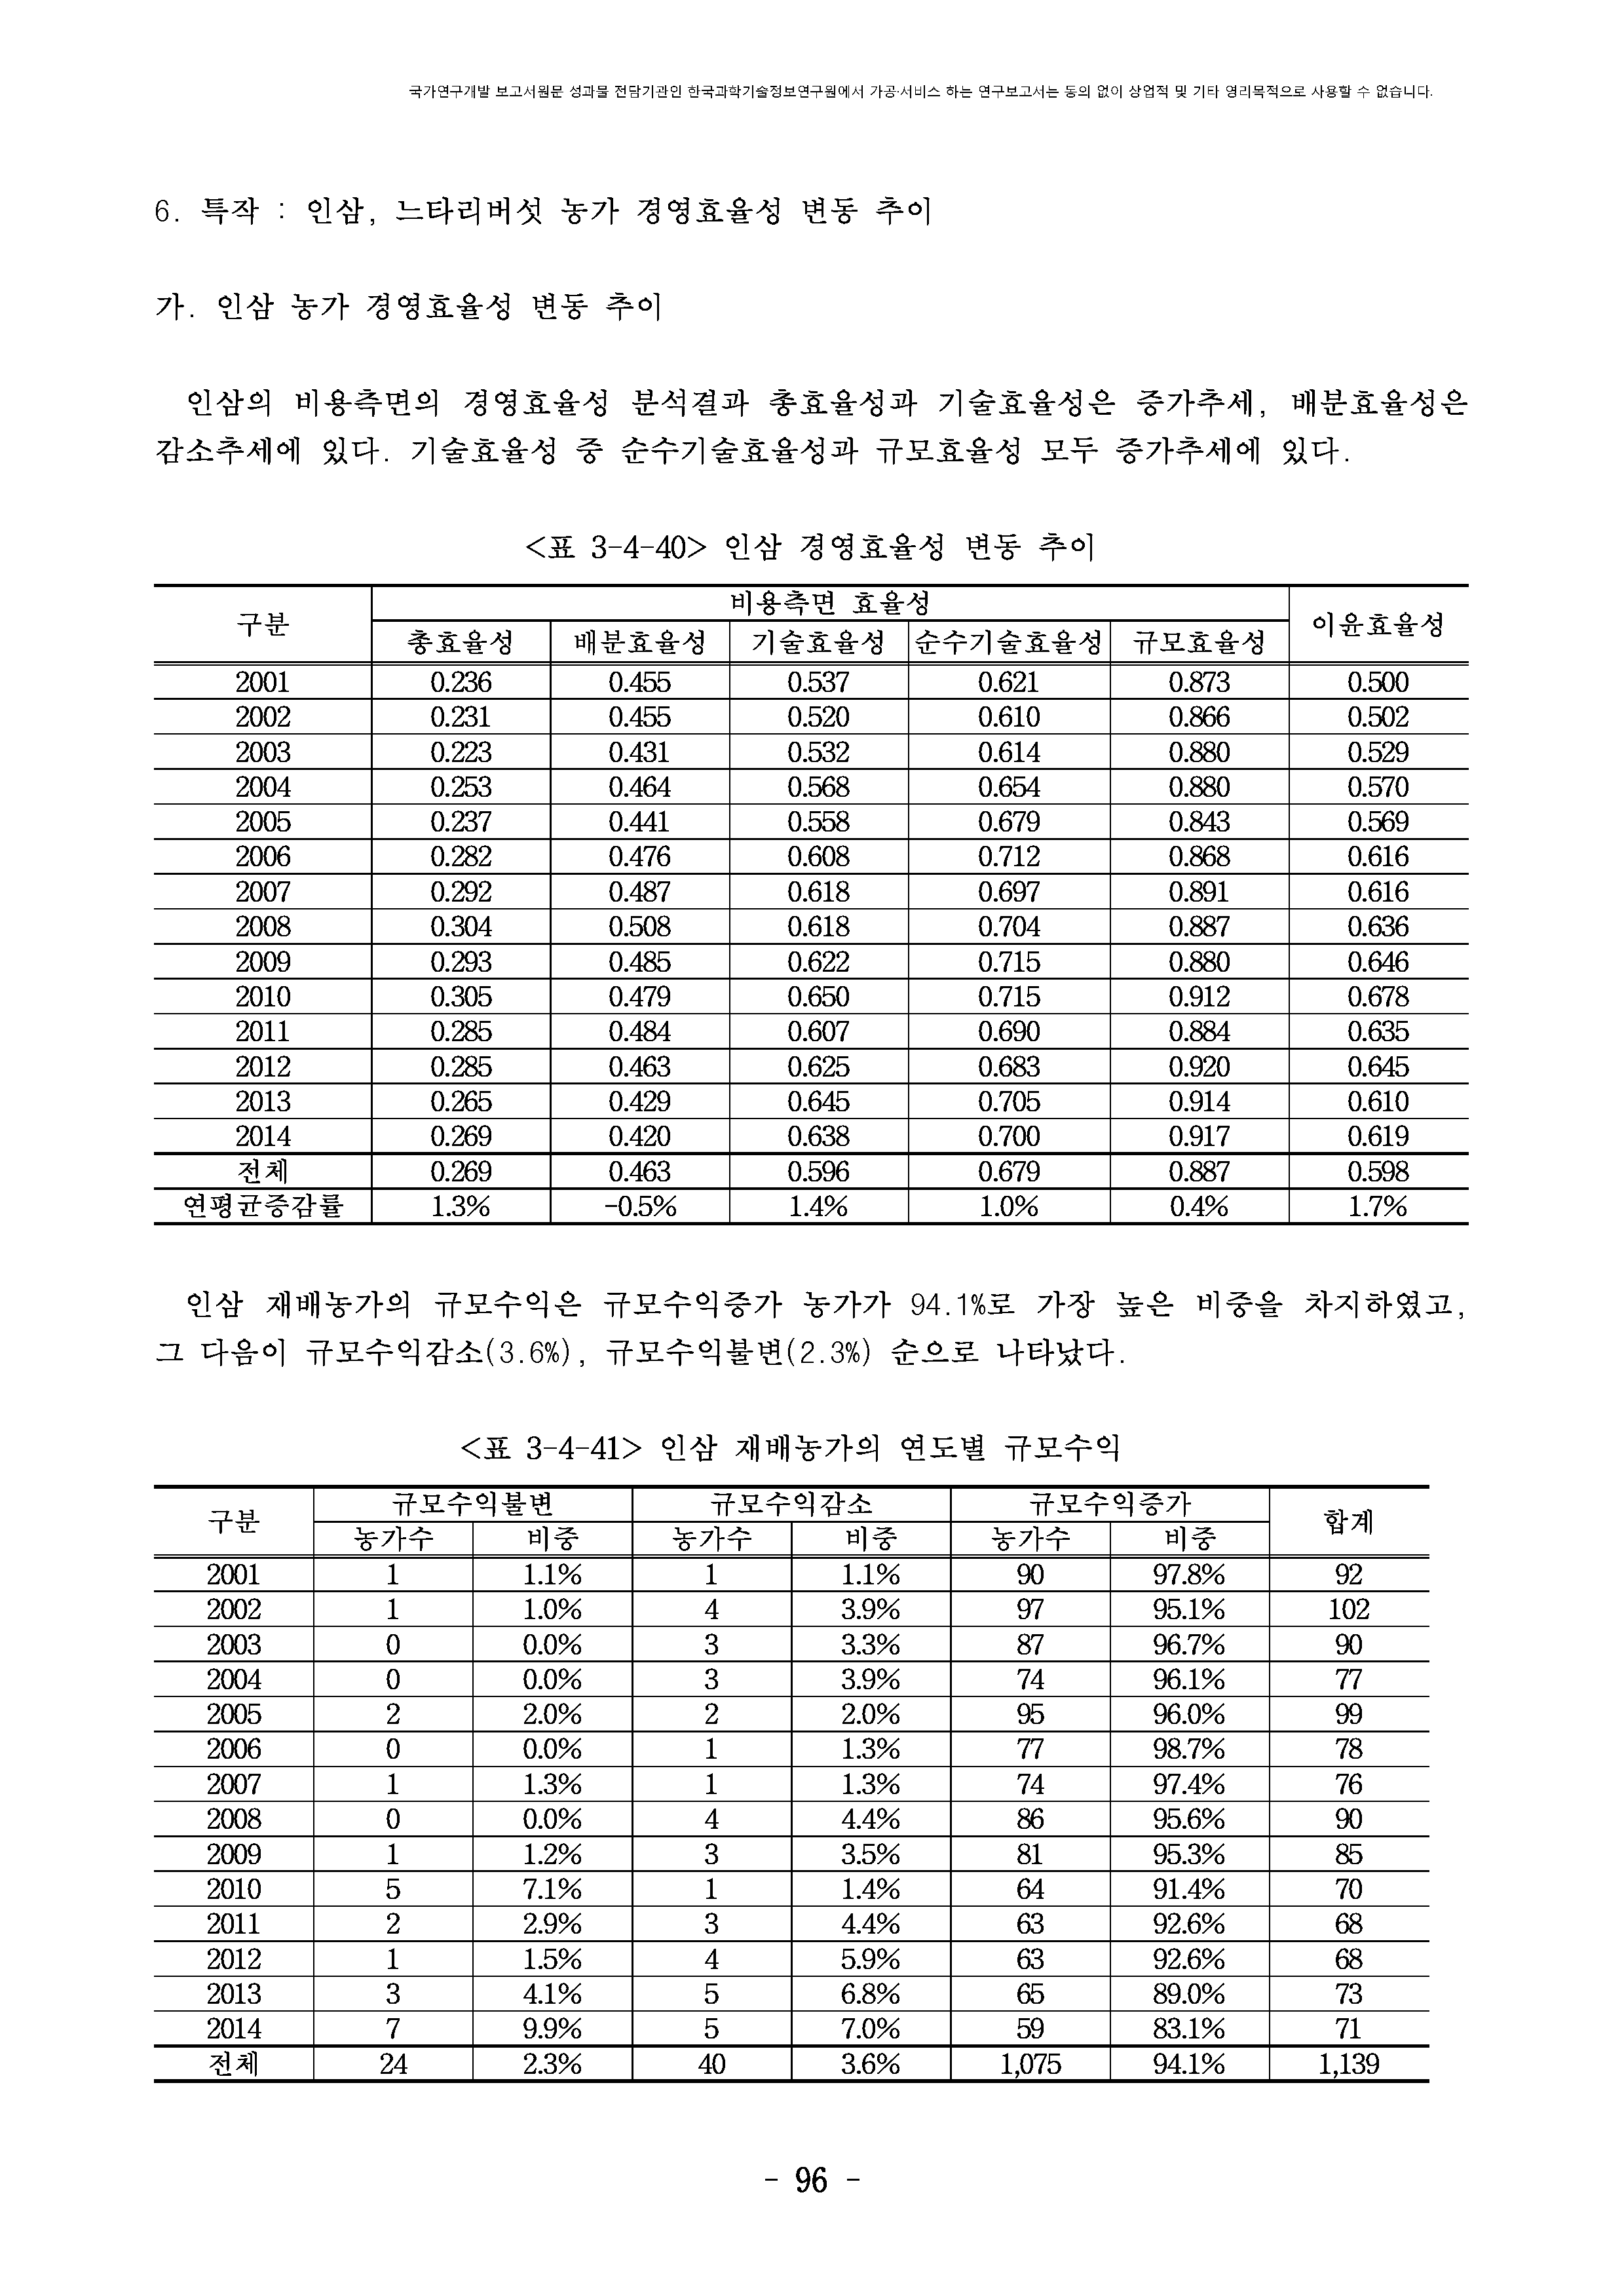 국가연구개발 보고서원문 성과물 전담기관인 한국과학기술정보연구원에서 가공·서비스 하는 연구보고서는 동의 없이 상업적 및 기타 영리목적으로 사용할 수 없습니다.
6. 특작 : 인삼, 느타리버섯 농가 경영효율성 변동 추이
가. 인삼 농가 경영효율성 변동 추이
인삼의 비용측면의 경영효율성 분석결과 총효율성과 기술효율성은 증가추세, 배분효율성은
감소추세에 있다. 기술효율성 중 순수기술효율성과 규모효율성 모두 증가추세에 있다.
<표 3-4-40> 인삼 경영효율성 변동 추이
구분 비용측면 효율성 이윤효율성
총효율성 배분효율성 기술효율성 순수기술효율성 규모효율성
2001 0.236 0.455 0.537 0.621 0.873 0.500
2002 0.231 0.455 0.520 0.610 0.866 0.502
2003 0.223 0.431 0.532 0.614 0.880 0.529
2004 0.253 0.464 0.568 0.654 0.880 0.570
2005 0.237 0.441 0.558 0.679 0.843 0.569
2006 0.282 0.476 0.608 0.712 0.868 0.616
2007 0.292 0.487 0.618 0.697 0.891 0.616
2008 0.304 0.508 0.618 0.704 0.887 0.636
2009 0.293 0.485 0.622 0.715 0.880 0.646
2010 0.305 0.479 0.650 0.715 0.912 0.678
2011 0.285 0.484 0.607 0.690 0.884 0.635
2012 0.285 0.463 0.625 0.683 0.920 0.645
2013 0.265 0.429 0.645 0.705 0.914 0.610
2014 0.269 0.420 0.638 0.700 0.917 0.619
전체 0.269 0.463 0.596 0.679 0.887 0.598
연평균증감률 1.3% -0.5% 1.4% 1.0% 0.4% 1.7%
인삼 재배농가의 규모수익은 규모수익증가 농가가 94.1%로 가장 높은 비중을 차지하였고,
그 다음이 규모수익감소(3.6%), 규모수익불변(2.3%) 순으로 나타났다.
<표 3-4-41> 인삼 재배농가의 연도별 규모수익
구분 규모수익불변 규모수익감소 규모수익증가 합계
농가수 비중 농가수 비중 농가수 비중
2001 1 1.1% 1 1.1% 90 97.8% 92
2002 1 1.0% 4 3.9% 97 95.1% 102
2003 0 0.0% 3 3.3% 87 96.7% 90
2004 0 0.0% 3 3.9% 74 96.1% 77
2005 2 2.0% 2 2.0% 95 96.0% 99
2006 0 0.0% 1 1.3% 77 98.7% 78
2007 1 1.3% 1 1.3% 74 97.4% 76
2008 0 0.0% 4 4.4% 86 95.6% 90
2009 1 1.2% 3 3.5% 81 95.3% 85
2010 5 7.1% 1 1.4% 64 91.4% 70
2011 2 2.9% 3 4.4% 63 92.6% 68
2012 1 1.5% 4 5.9% 63 92.6% 68
2013 3 4.1% 5 6.8% 65 89.0% 73
2014 7 9.9% 5 7.0% 59 83.1% 71
전체 24 2.3% 40 3.6% 1,075 94.1% 1,139
- 96 -